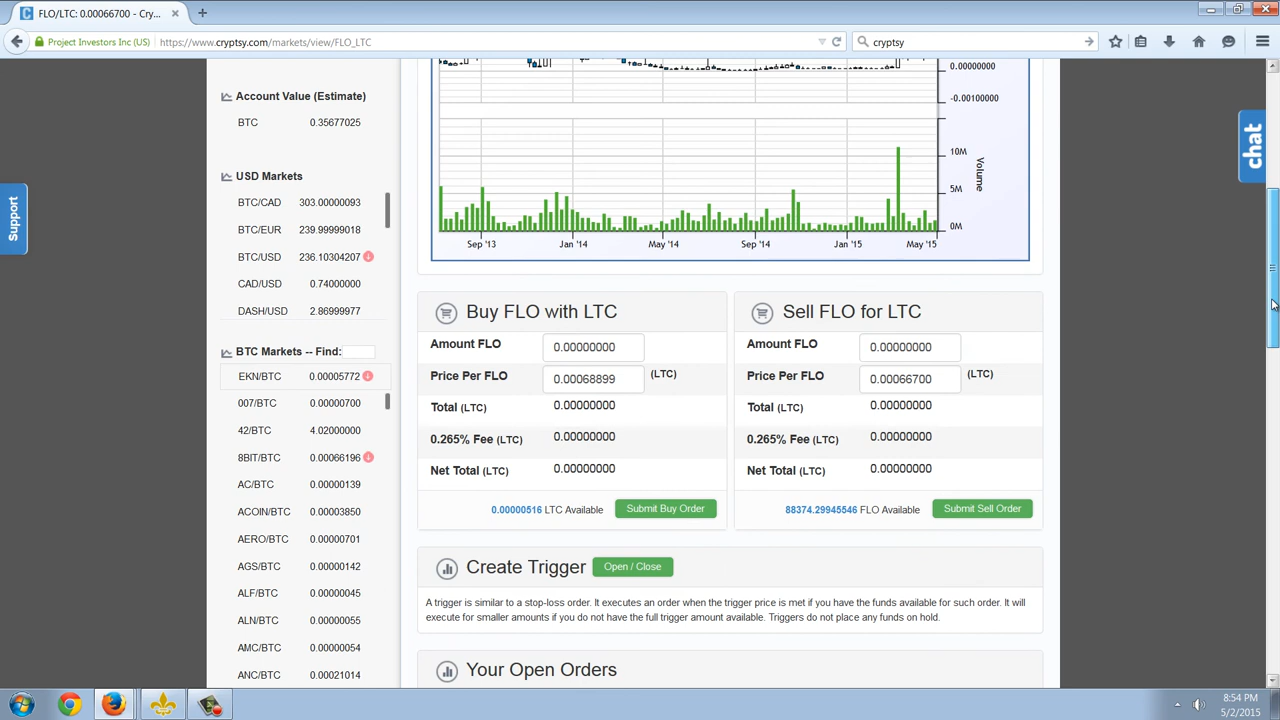 FLO/LTC: 0.00066700 - Cry...
Project Investors Inc (US)
https://www.cryptsy.com/markets/view/FLO_LTC
cryptsy
Support
chat
Account Value (Estimate)
BTC 0.35677025
USD Markets
BTC/CAD 303.00000093
BTC/EUR 239.99999018
BTC/USD 236.10304207
CAD/USD 0.74000000
DASH/USD 2.86999977
BTC Markets -- Find:
EKN/BTC 0.00005772
007/BTC 0.00000700
42/BTC 4.02000000
8BIT/BTC 0.00066196
AC/BTC 0.00000139
ACOIN/BTC 0.00003850
AERO/BTC 0.00000701
AGS/BTC 0.00000142
ALF/BTC 0.00000045
ALN/BTC 0.00000055
AMC/BTC 0.00000054
ANC/BTC 0.00021014
0.00000000
-0.00100000
10M
5M
0M
Volume
Sep '13 Jan '14 May '14 Sep '14 Jan '15 May '15
Buy FLO with LTC
Amount FLO 0.00000000
Price Per FLO 0.00068899 (LTC)
Total (LTC) 0.00000000
0.265% Fee (LTC) 0.00000000
Net Total (LTC) 0.00000000
0.00000516 LTC Available Submit Buy Order
Sell FLO for LTC
Amount FLO 0.00000000
Price Per FLO 0.00066700 (LTC)
Total (LTC) 0.00000000
0.265% Fee (LTC) 0.00000000
Net Total (LTC) 0.00000000
88374.29945546 FLO Available Submit Sell Order
Create Trigger Open / Close
A trigger is similar to a stop-loss order. It executes an order when the trigger price is met if you have the funds available for such order. It will
execute for smaller amounts if you do not have the full trigger amount available. Triggers do not place any funds on hold.
Your Open Orders
8:54 PM
5/2/2015